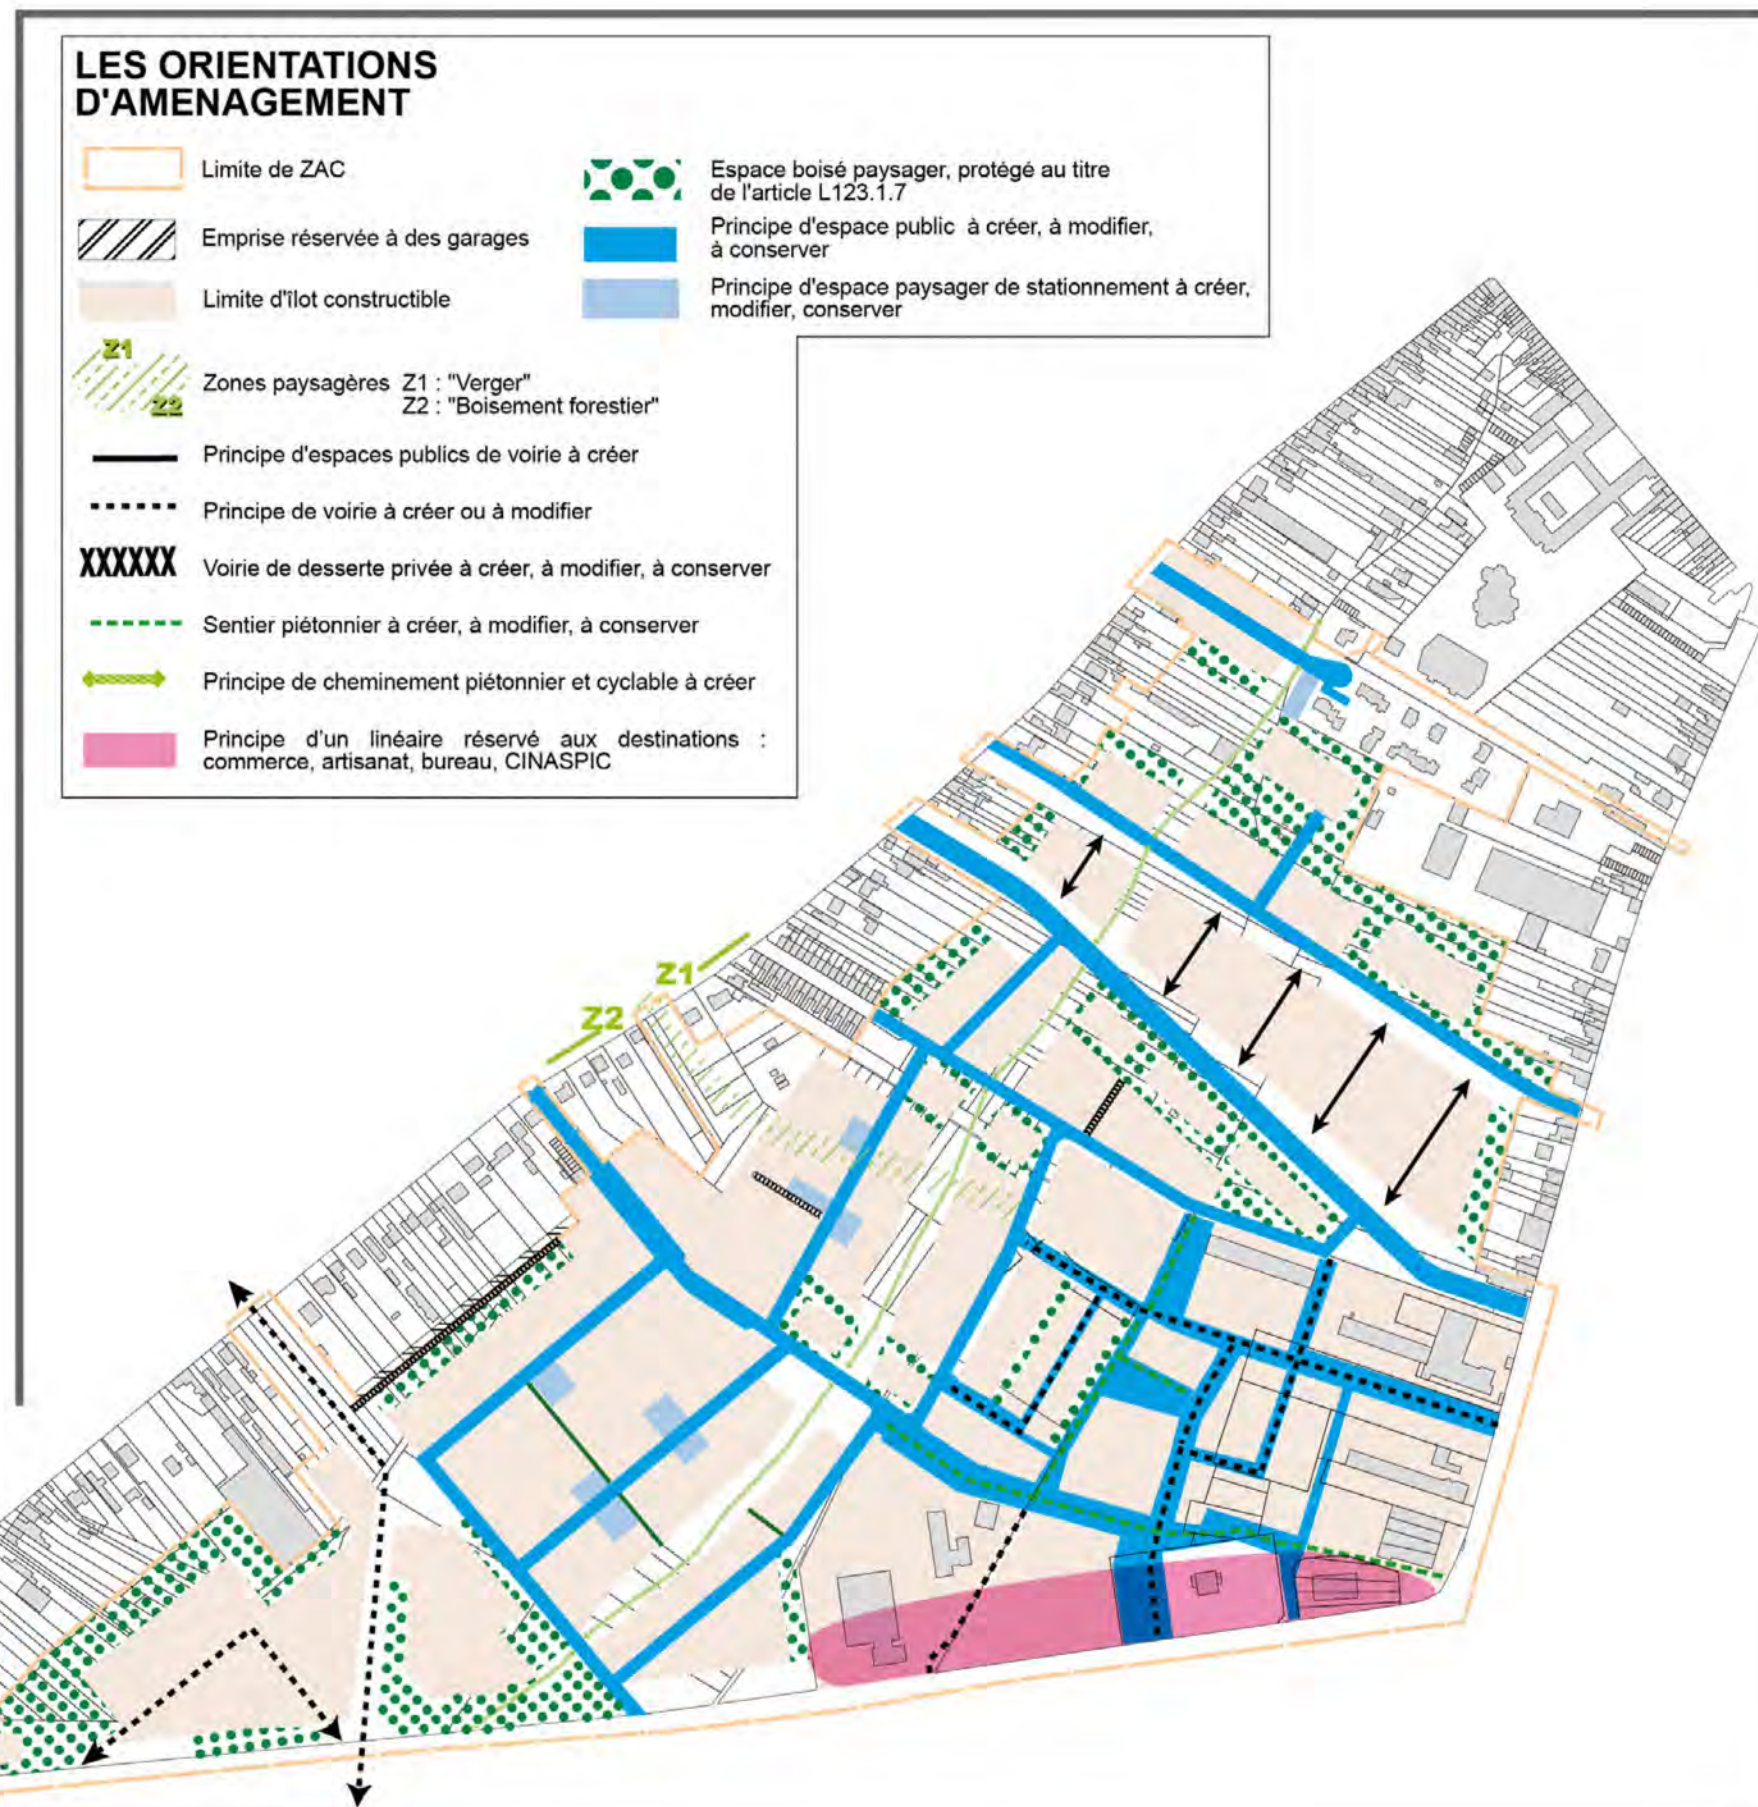 LES ORIENTATIONS
D'AMENAGEMENT
Limite de ZAC
Emprise réservée à des garages
Limite d'îlot constructible
Z1
Z2
Zones paysagères Z1 : "Verger"
Z2 : "Boisement forestier"
Principe d'espaces publics de voirie à créer
Principe de voirie à créer ou à modifier
XXXXXX
Voirie de desserte privée à créer, à modifier, à conserver
Sentier piétonnier à créer, à modifier, à conserver
Principe de cheminement piétonnier et cyclable à créer
Principe d'un linéaire réservé aux destinations :
commerce, artisanat, bureau, CINASPIC
Espace boisé paysager, protégé au titre
de l'article L123.1.7
Principe d'espace public à créer, à modifier,
à conserver
Principe d'espace paysager de stationnement à créer,
modifier, conserver
Z1
Z2